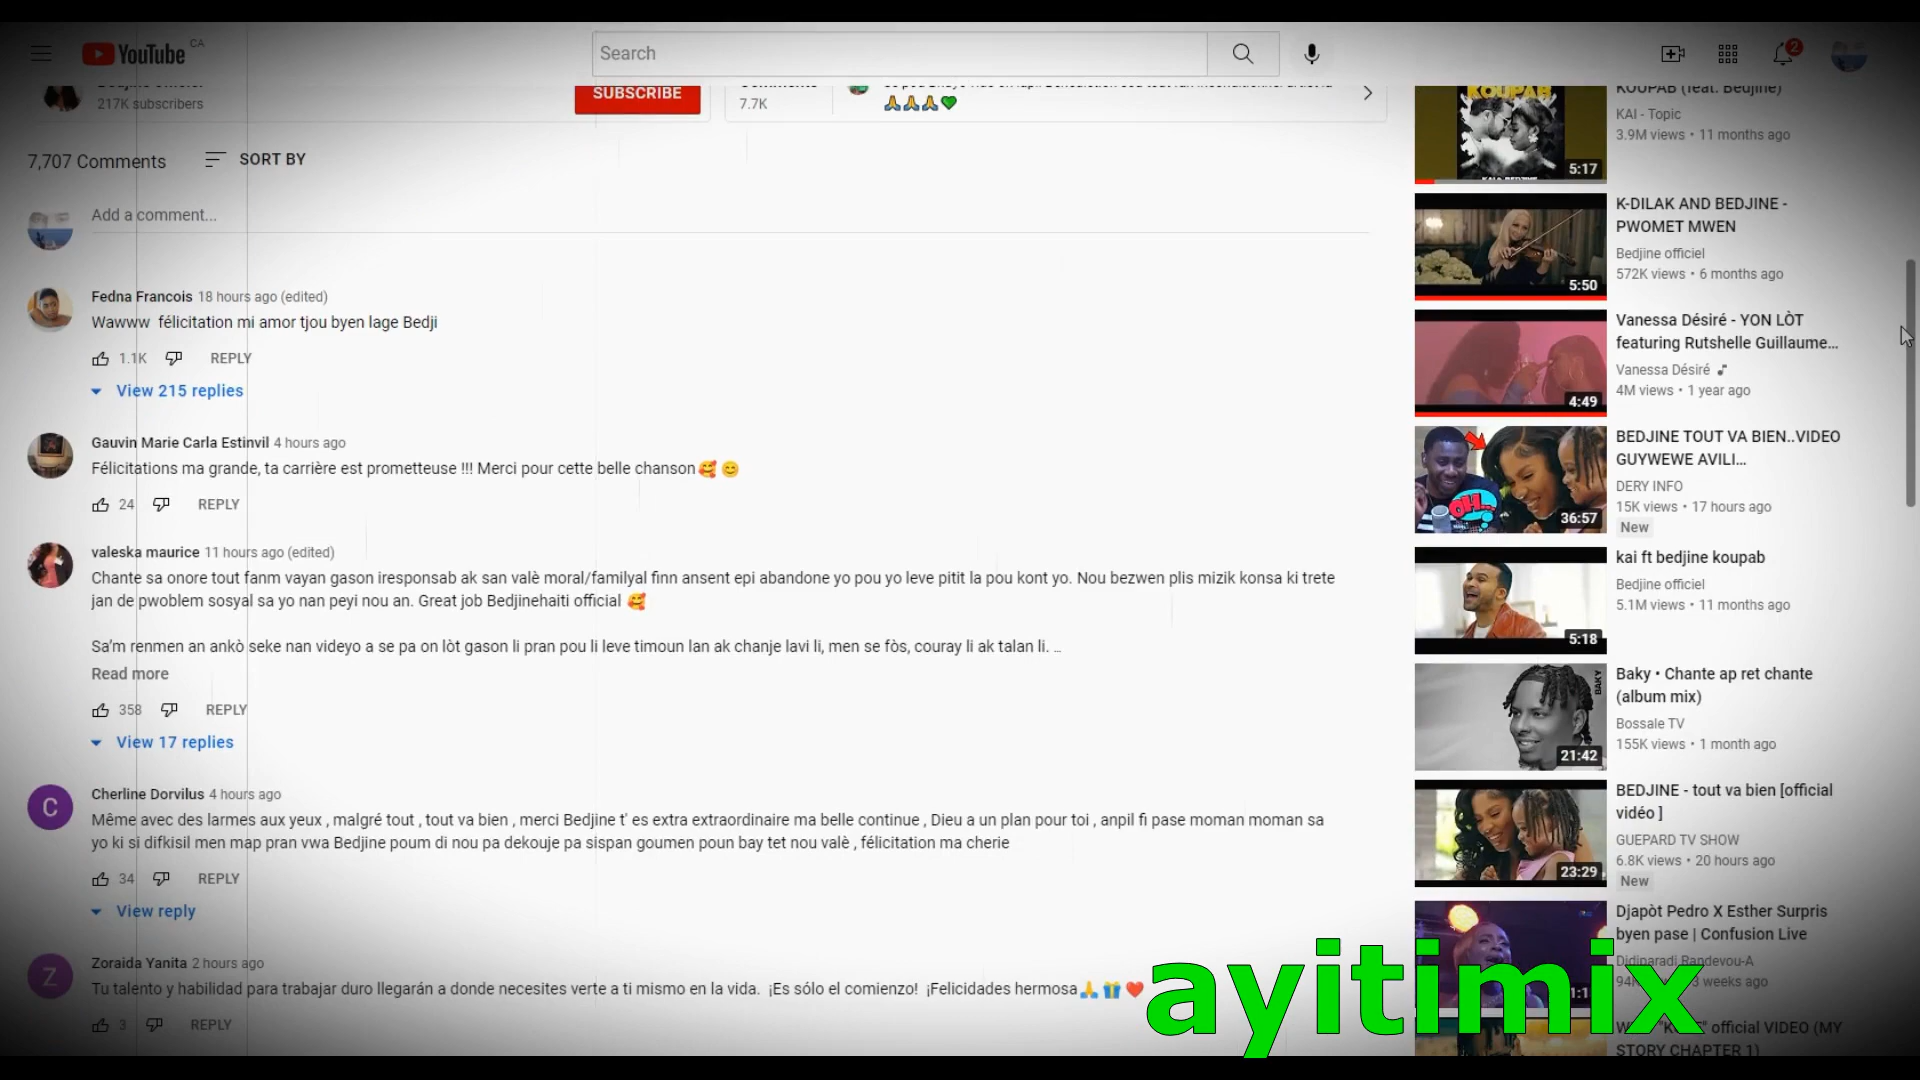 YouTube CA
Search
2
217K subscribers
SUBSCRIBE
7.7K
🙏🙏🙏💚
7,707 Comments
SORT BY
Add a comment...
Fedna Francois 18 hours ago (edited)
Wawww félicitation mi amor tjou byen lage Bedji
1.1K REPLY
View 215 replies
Gauvin Marie Carla Estinvil 4 hours ago
Félicitations ma grande, ta carrière est prometteuse !!! Merci pour cette belle chanson🥰 😊
24 REPLY
valeska maurice 11 hours ago (edited)
Chante sa onore tout fanm vayan gason iresponsab ak san valè moral/familyal finn ansent epi abandone yo pou yo leve pitit la pou kont yo. Nou bezwen plis mizik konsa ki trete
jan de pwoblem sosyal sa yo nan peyi nou an. Great job Bedjinehaiti official 🥰
Sa'm renmen an ankò seke nan videyo a se pa on lòt gason li pran pou li leve timoun lan ak chanje lavi li, men se fòs, couray li ak talan li. ...
Read more
358 REPLY
View 17 replies
C
Cherline Dorvilus 4 hours ago
Même avec des larmes aux yeux , malgré tout , tout va bien , merci Bedjine t' es extra extraordinaire ma belle continue , Dieu a un plan pour toi , anpil fi pase moman moman sa
yo ki si difkisil men map pran vwa Bedjine poum di nou pa dekouje pa sispan goumen poun bay tet nou valè , félicitation ma cherie
34 REPLY
View reply
Z
Zoraida Yanita 2 hours ago
Tu talento y habilidad para trabajar duro llegarán a donde necesites verte a ti mismo en la vida. ¡Es sólo el comienzo! ¡Felicidades hermosa🙏🎁❤️
3 REPLY
KOUPAB
5:17
KOUPAB (feat. Bedjine)
KAI - Topic
3.9M views • 11 months ago
5:50
K-DILAK AND BEDJINE -
PWOMET MWEN
Bedjine officiel
572K views • 6 months ago
4:49
Vanessa Désiré - YON LÒT
featuring Rutshelle Guillaume...
Vanessa Désiré
4M views • 1 year ago
OH...
36:57
BEDJINE TOUT VA BIEN..VIDEO
GUYWEWE AVILI...
DERY INFO
15K views • 17 hours ago
New
5:18
kai ft bedjine koupab
Bedjine officiel
5.1M views • 11 months ago
BAKY
21:42
Baky • Chante ap ret chante
(album mix)
Bossale TV
155K views • 1 month ago
23:29
BEDJINE - tout va bien [official
vidéo ]
GUEPARD TV SHOW
6.8K views • 20 hours ago
New
Djapòt Pedro X Esther Surpris
byen pase | Confusion Live
Didiparadi Randevou-A
3 weeks ago
official VIDEO (MY
STORY CHAPTER 1)
ayitimix